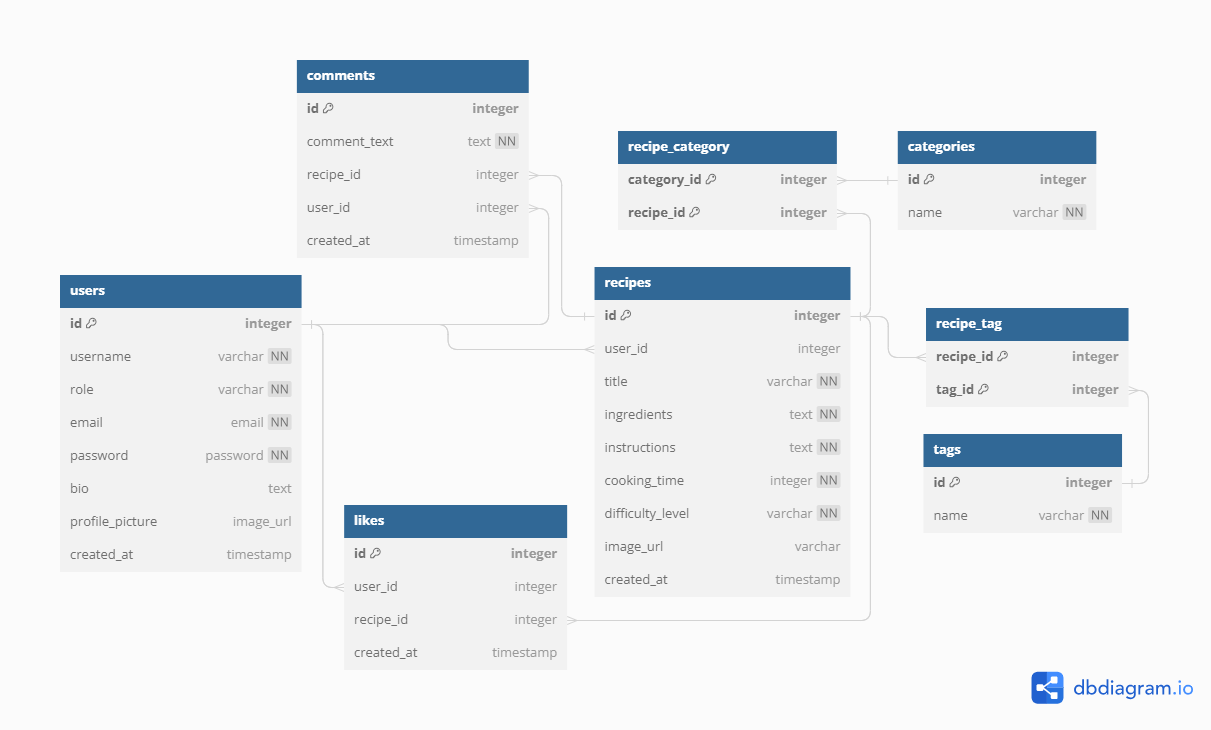 comments
id integer
comment_text text NN
recipe_id integer
user_id integer
created_at timestamp
recipe_category
category_id integer
recipe_id integer
categories
id integer
name varchar NN
users
id integer
username varchar NN
role varchar NN
email email NN
password password NN
bio text
profile_picture image_url
created_at timestamp
recipes
id integer
user_id integer
title varchar NN
ingredients text NN
instructions text NN
cooking_time integer NN
difficulty_level varchar NN
image_url varchar
created_at timestamp
recipe_tag
recipe_id integer
tag_id integer
tags
id integer
name varchar NN
likes
id integer
user_id integer
recipe_id integer
created_at timestamp
dbdiagram.io